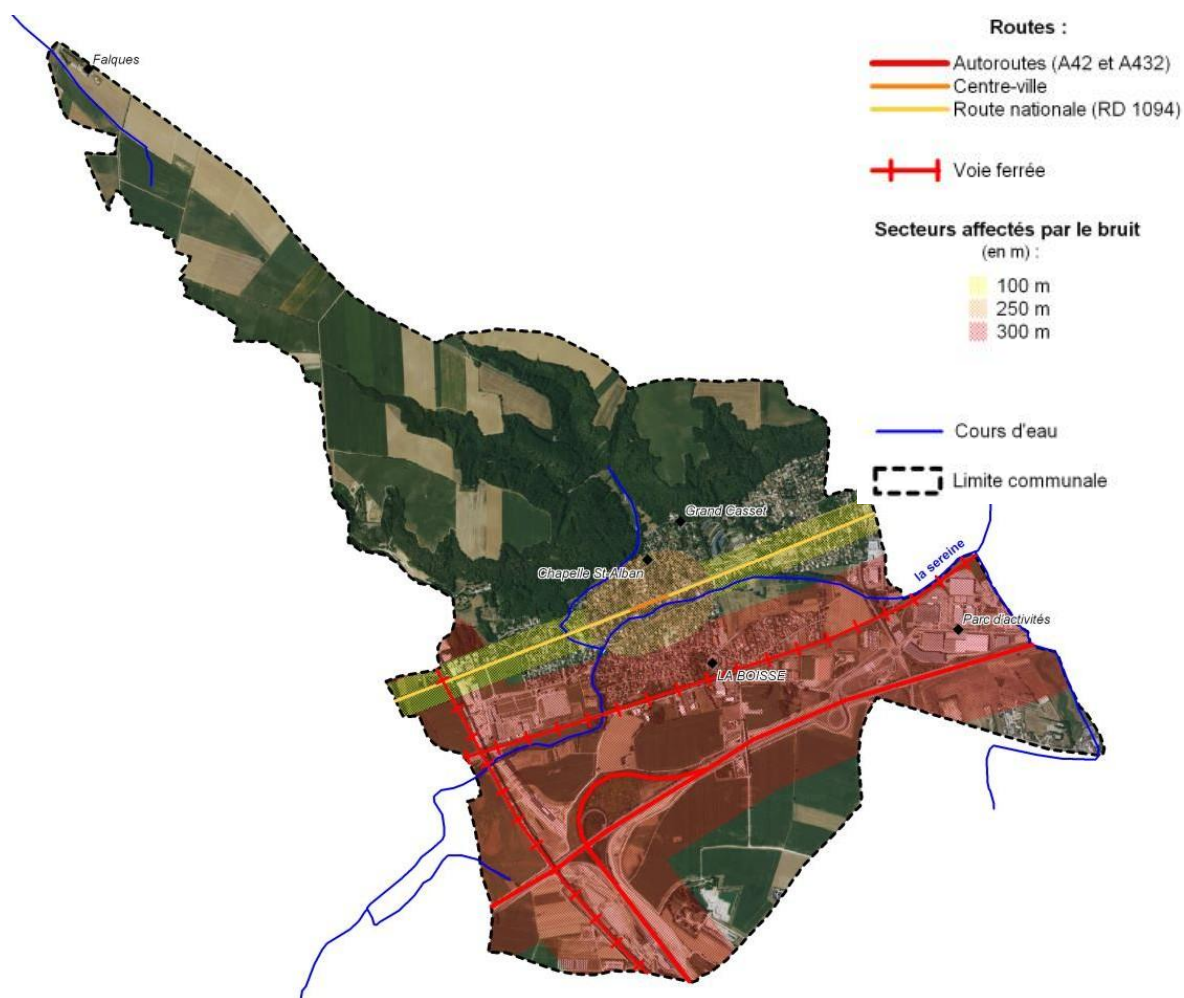 Routes :
Autoroutes (A42 et A432)
Centre-ville
Route nationale (RD 1094)
Voie ferrée
Secteurs affectés par le bruit
(en m) :
100 m
250 m
300 m
Cours d'eau
Limite communale
Falques
Grand Casset
Chapelle St-Alban
la sereine
Parc d'activités
LA BOISSE